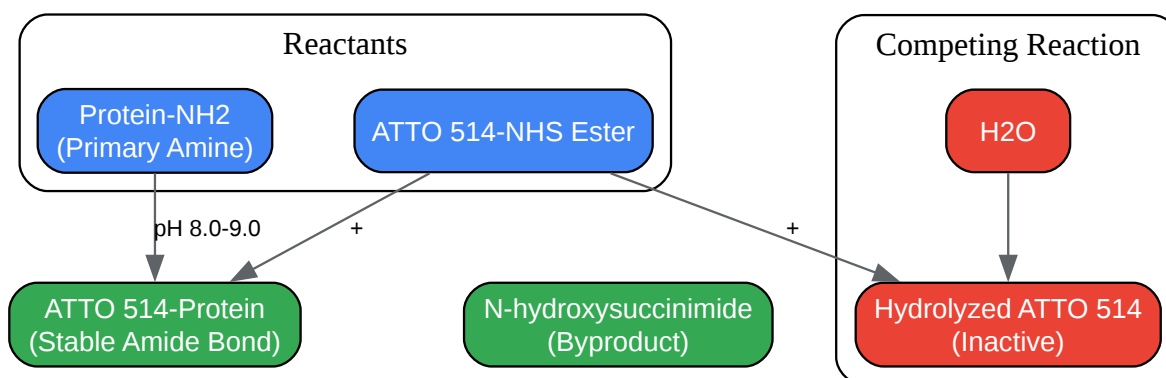 Reactants
Competing Reaction
Protein-NH2
(Primary Amine)
ATTO 514-NHS Ester
H2O
pH 8.0-9.0
+
+
ATTO 514-Protein
(Stable Amide Bond)
N-hydroxysuccinimide
(Byproduct)
Hydrolyzed ATTO 514
(Inactive)